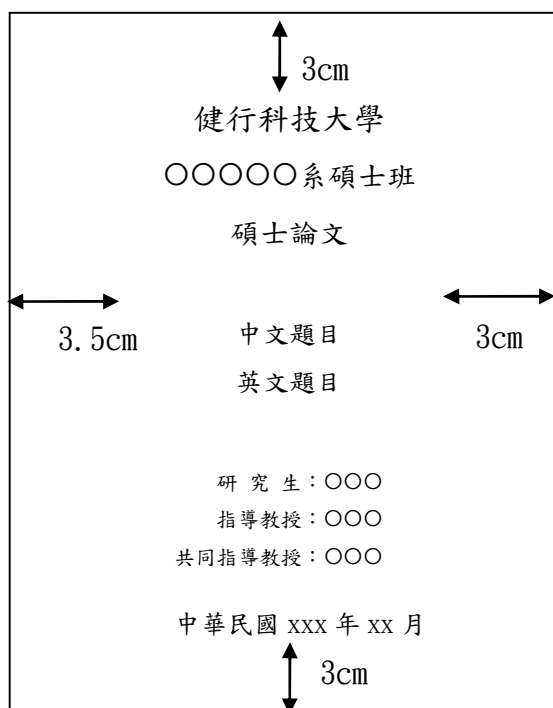 3cm
健行科技大學
○○○○○系碩士班
碩士論文
3.5cm
3cm
中文題目
英文題目
研 究 生：○○○
指導教授：○○○
共同指導教授：○○○
中華民國 xxx 年 xx 月
3cm